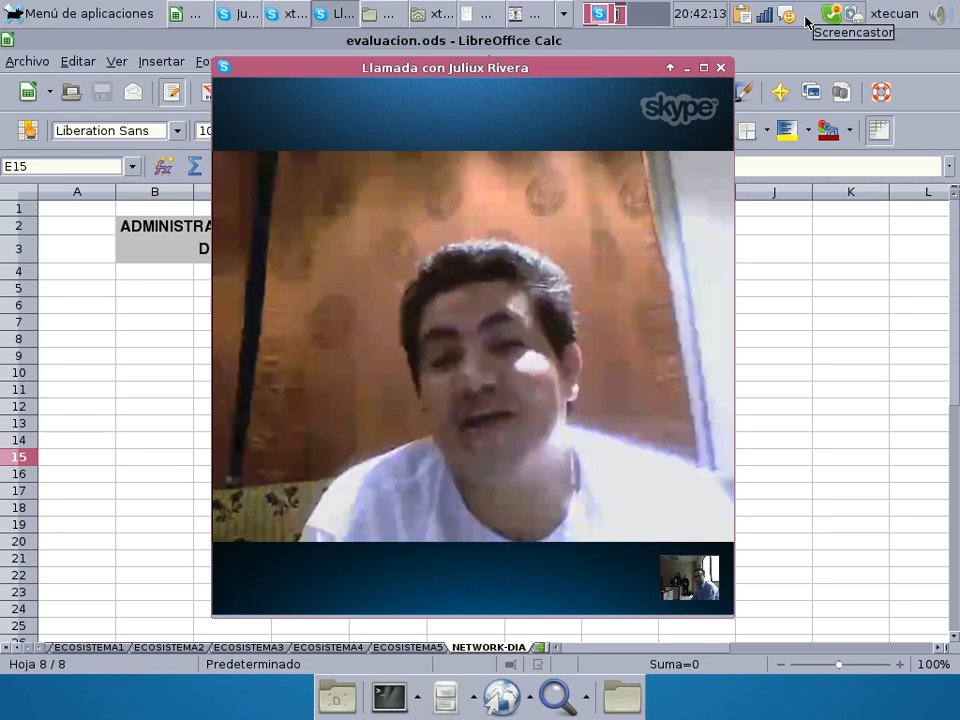 Menú de aplicaciones ... Ju... xt... Ll... ... xt... ... ... 20:42:13 xtecuan
Screencastor
evaluacion.ods - LibreOffice Calc
Archivo Editar Ver Insertar Fo
Llamada con Juliux Rivera
skype
Liberation Sans 10
E15
A B J K L
1
2 ADMINISTRA
3 D
4
5
6
7
8
9
10
11
12
13
14
15
16
17
18
19
20
21
22
23
24
25
ECOSISTEMA1 ECOSISTEMA2 ECOSISTEMA3 ECOSISTEMA4 ECOSISTEMA5 NETWORK-DIA
Hoja 8 / 8 Predeterminado Suma=0 100%